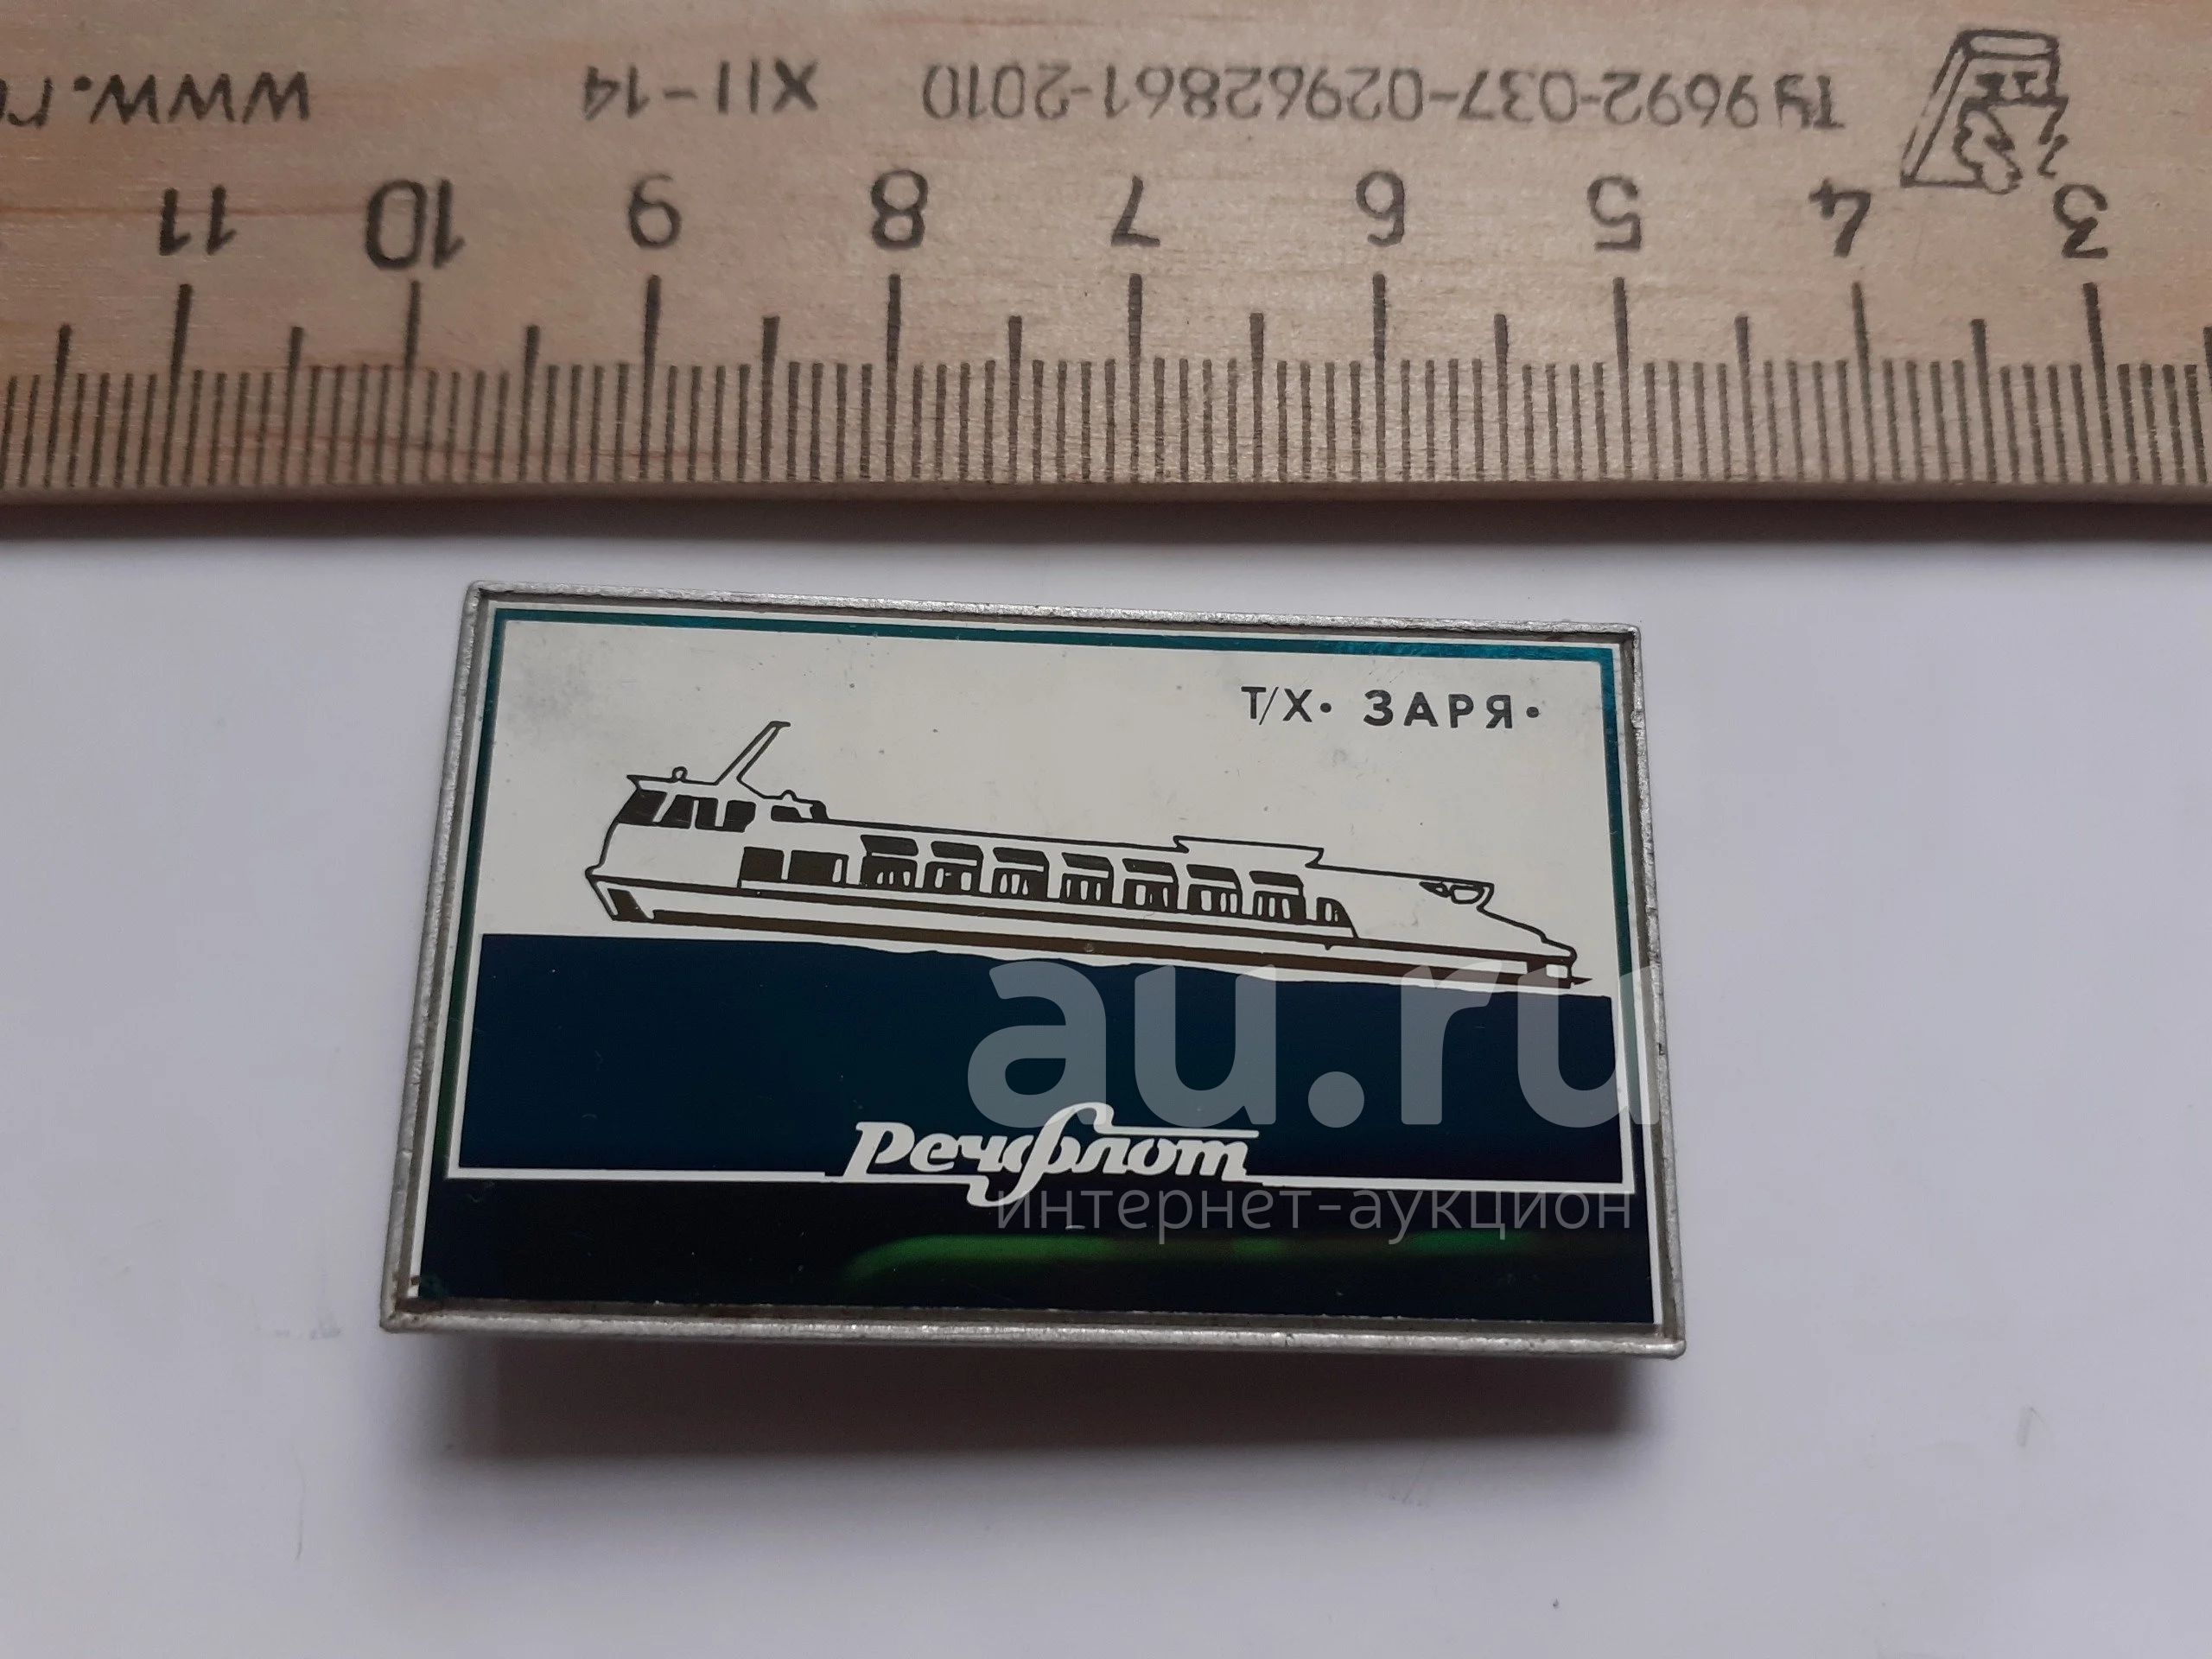 ТУ 9692-037-02962861-2010 XII-14 www.r
3 4 5 6 7 8 9 10 11
Т/Х• ЗАРЯ•
au.ru
Речфлот
интернет-аукцион